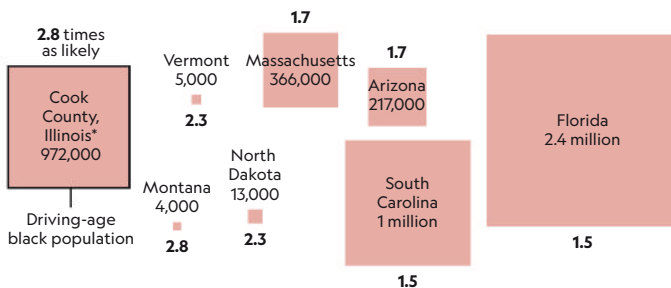 2.8 times
as likely
Cook
County,
Illinois*
972,000
Driving-age
black population
Vermont
5,000
2.3
Montana
4,000
2.8
North
Dakota
13,000
2.3
1.7
Massachusetts
366,000
1.7
Arizona
217,000
South
Carolina
1 million
1.5
Florida
2.4 million
1.5